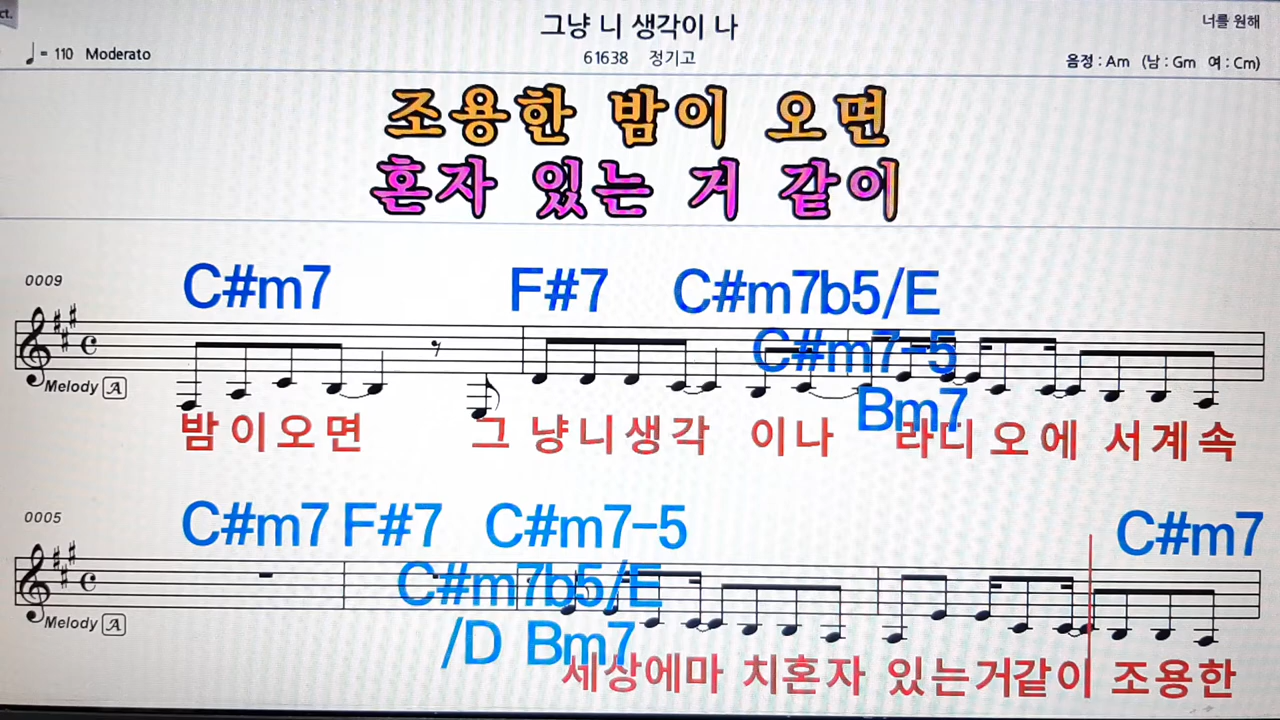 ct.
그냥 니 생각이 나
너를 원해
= 110 Moderato
61638 정기고
음정 : Am (남 : Gm 여 : Cm)
조용한 밤이 오면
혼자 있는 거 같이
0009
C#m7 F#7 C#m7b5/E
C#m7-5
Melody A
Bm7
밤이오면 그냥니생각 이나 라디오에 서계속
0005
C#m7 F#7 C#m7-5 C#m7
C#m7b5/E
Melody A
/D Bm7
세상에마 치혼자 있는거같이 조용한